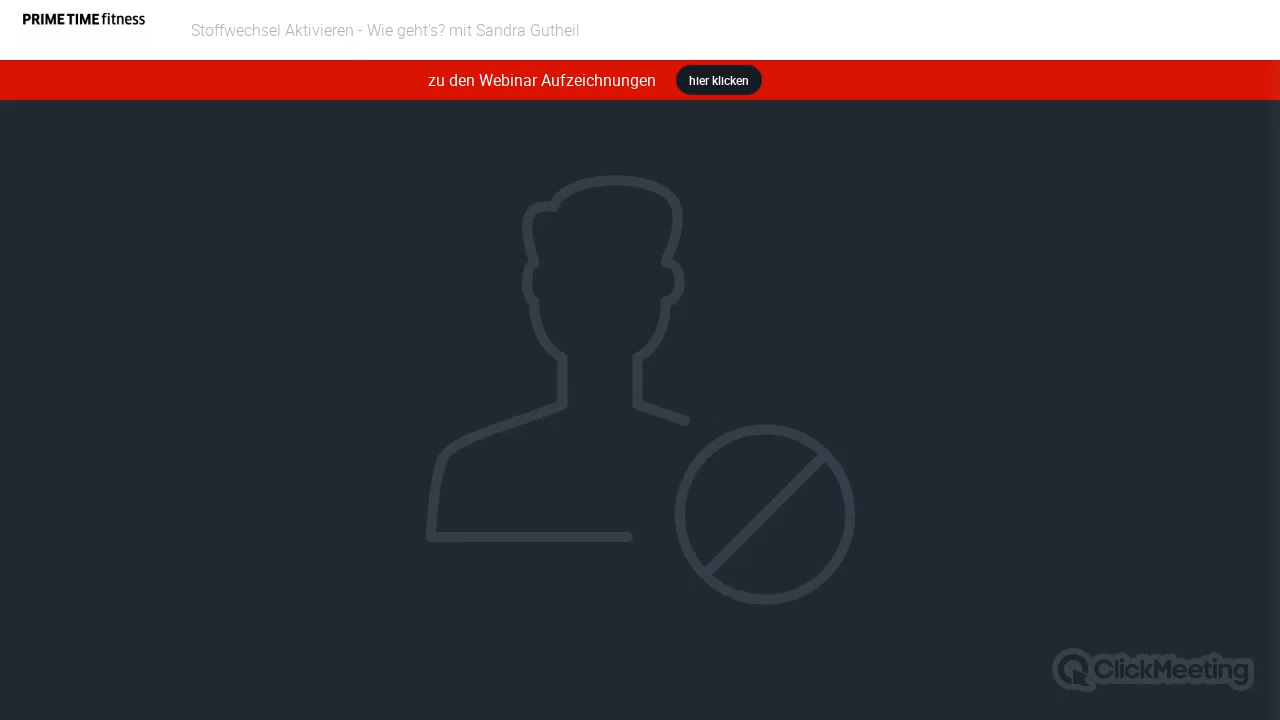 PRIME TIME fitness
Stoffwechsel Aktivieren - Wie geht's? mit Sandra Gutheil
zu den Webinar Aufzeichnungen
hier klicken
ClickMeeting